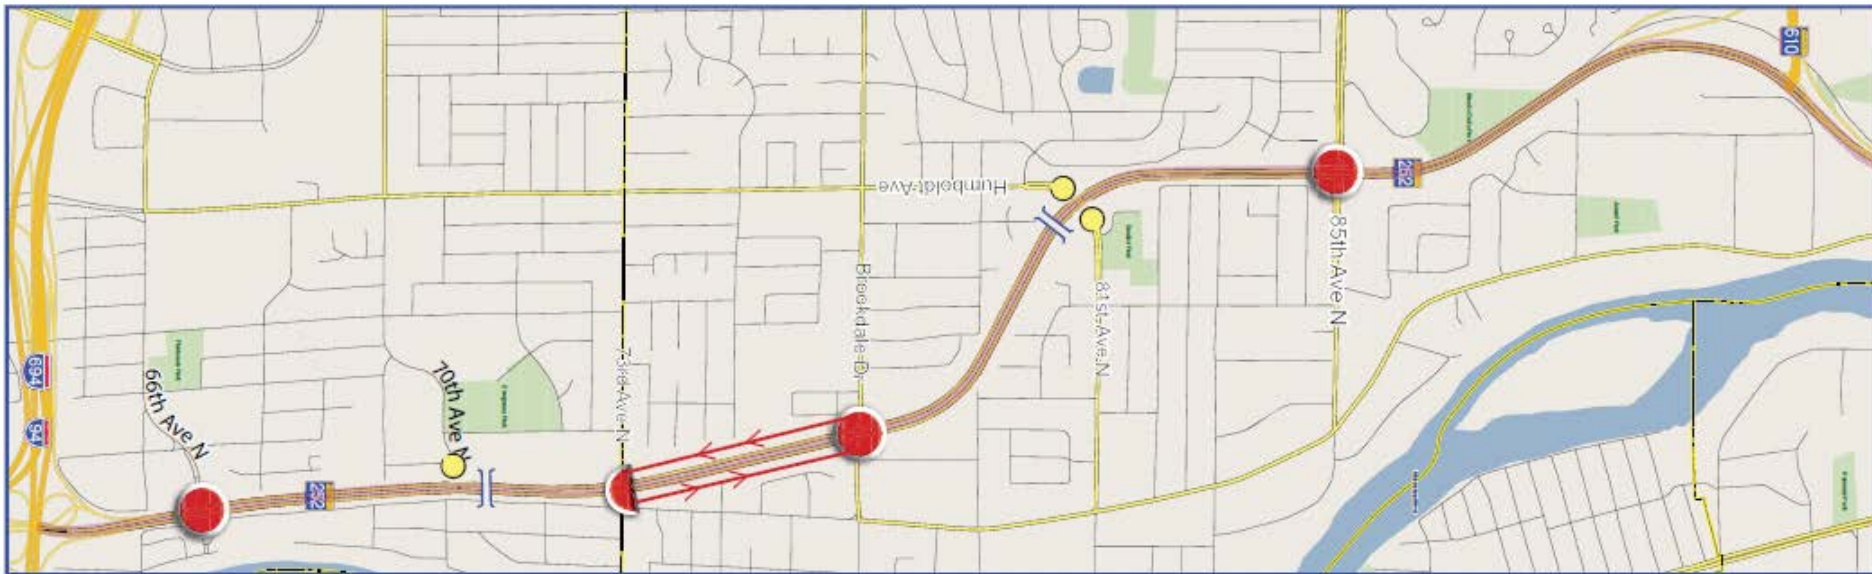 610
252
Humboldt Ave
85th Ave N
Brookdale Dr
81st Ave N
73rd Ave N
694
94
66th Ave N
70th Ave N
252